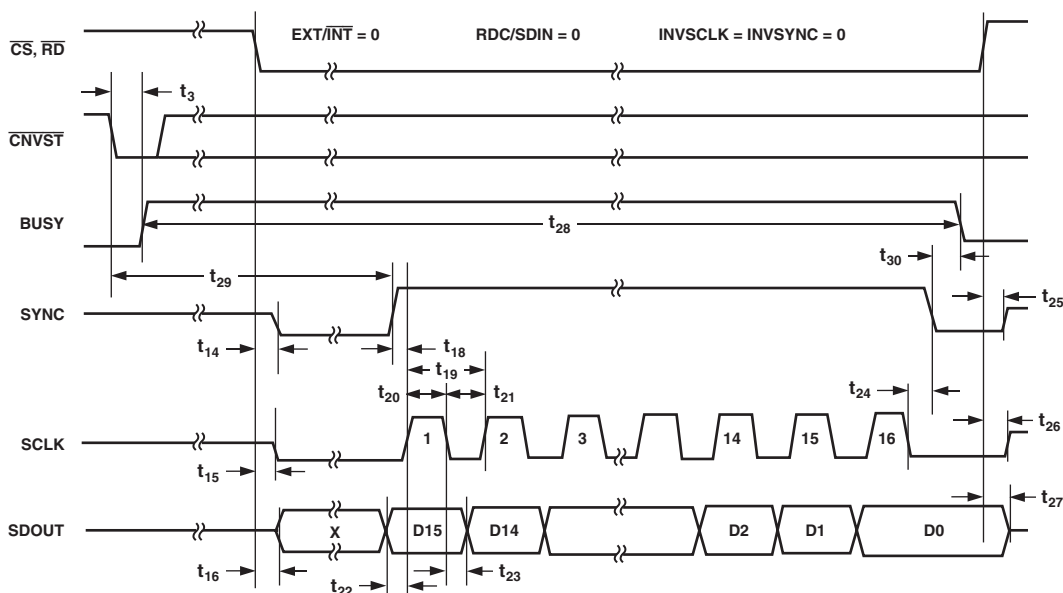 EXT/INT = 0 RDC/SDIN = 0 INVSCLK = INVSYNC = 0
CS, RD
t3
CNVST
BUSY
t28
t29
t30
SYNC
t25
t14
t18
t19
t20
t21
t24
SCLK
1 2 3 14 15 16
t26
t15
t27
SDOUT
X D15 D14 D2 D1 D0
t16
t22
t23